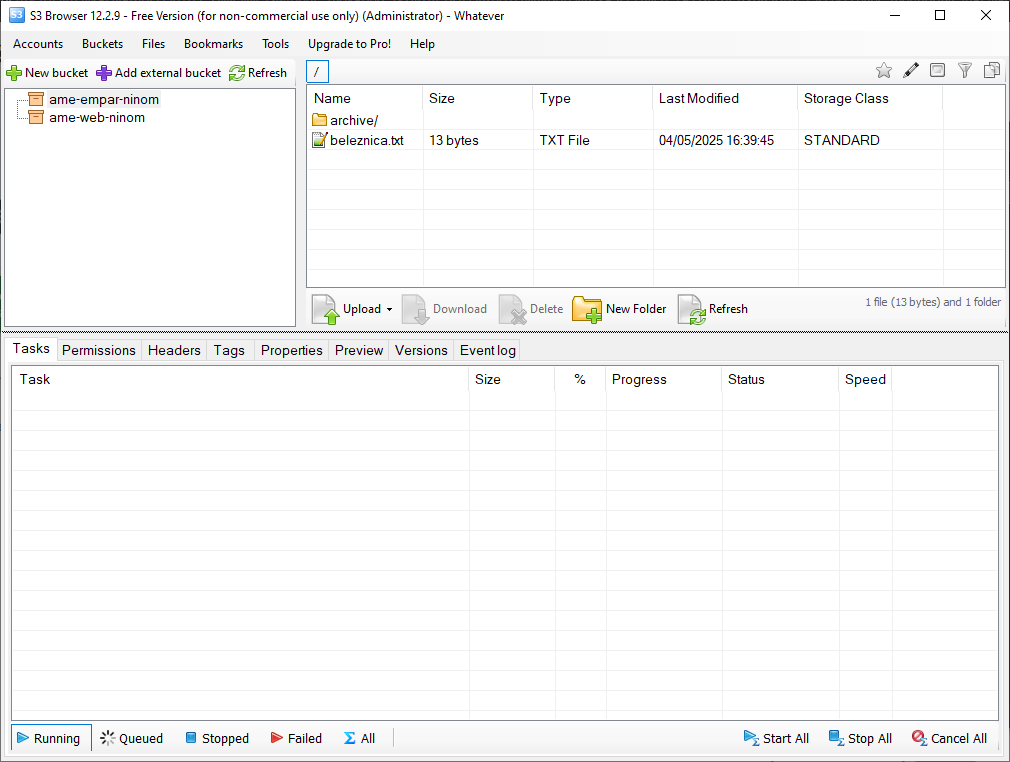 S3 Browser 12.2.9 - Free Version (for non-commercial use only) (Administrator) - Whatever
Accounts Buckets Files Bookmarks Tools Upgrade to Pro! Help
New bucket Add external bucket Refresh
/
ame-empar-ninom
ame-web-ninom
Name Size Type Last Modified Storage Class
archive/
beleznica.txt 13 bytes TXT File 04/05/2025 16:39:45 STANDARD
Upload Download Delete New Folder Refresh 1 file (13 bytes) and 1 folder
Tasks Permissions Headers Tags Properties Preview Versions Event log
Task Size % Progress Status Speed
Running Queued Stopped Failed All Start All Stop All Cancel All